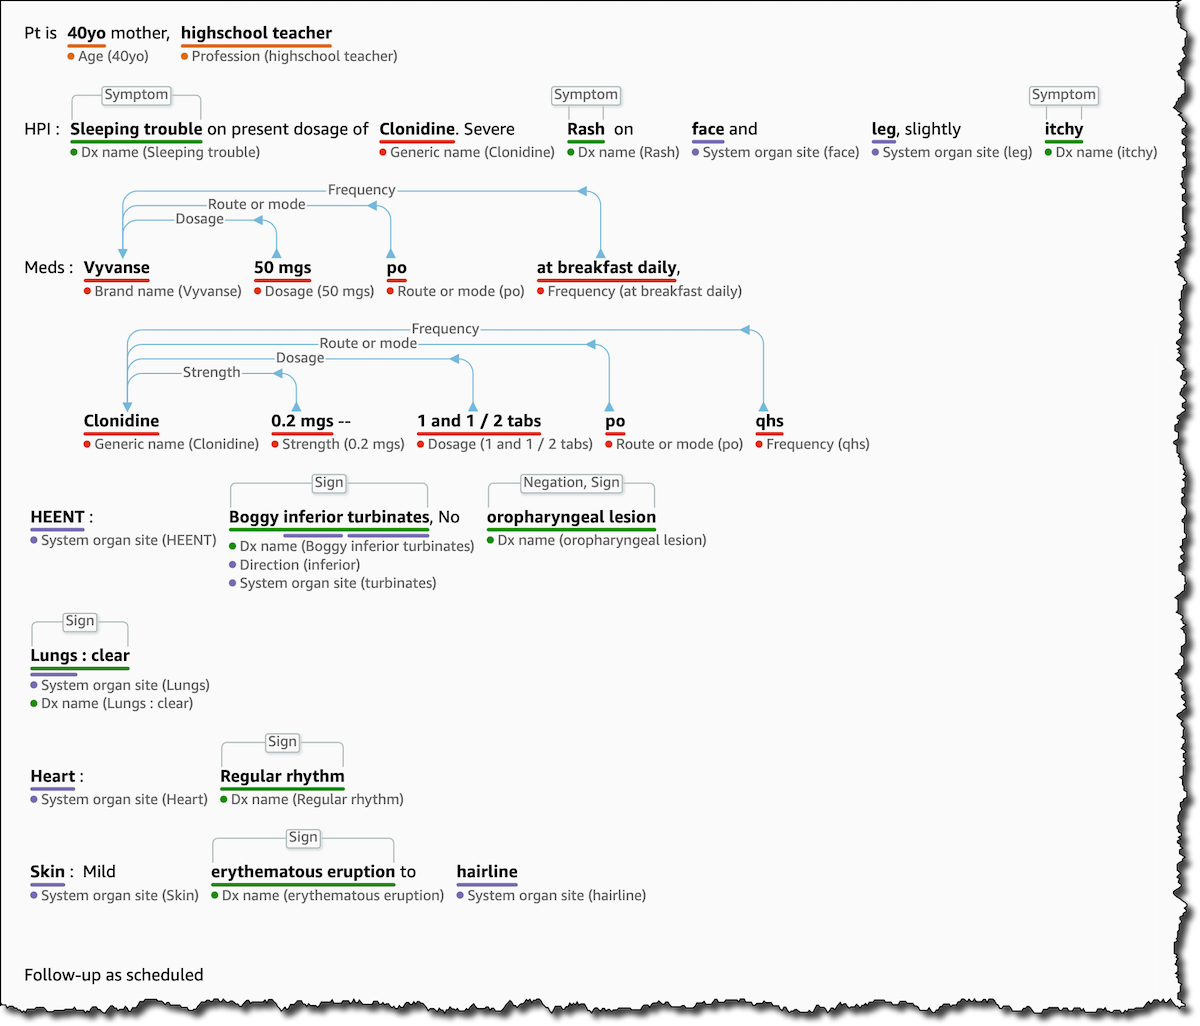 Pt is 40yo mother, highschool teacher
Age (40yo) Profession (highschool teacher)
Symptom Symptom Symptom
HPI : Sleeping trouble on present dosage of Clonidine. Severe Rash on face and leg, slightly itchy
Dx name (Sleeping trouble) Generic name (Clonidine) Dx name (Rash) System organ site (face) System organ site (leg) Dx name (itchy)
Frequency
Route or mode
Dosage
Meds : Vyvanse 50 mgs po at breakfast daily,
Brand name (Vyvanse) Dosage (50 mgs) Route or mode (po) Frequency (at breakfast daily)
Frequency
Route or mode
Dosage
Strength
Clonidine 0.2 mgs -- 1 and 1 / 2 tabs po qhs
Generic name (Clonidine) Strength (0.2 mgs) Dosage (1 and 1 / 2 tabs) Route or mode (po) Frequency (qhs)
Sign Negation, Sign
HEENT : Boggy inferior turbinates, No oropharyngeal lesion
System organ site (HEENT) Dx name (Boggy inferior turbinates) Dx name (oropharyngeal lesion)
Direction (inferior)
System organ site (turbinates)
Sign
Lungs : clear
System organ site (Lungs)
Dx name (Lungs : clear)
Sign
Heart : Regular rhythm
System organ site (Heart) Dx name (Regular rhythm)
Sign
Skin : Mild erythematous eruption to hairline
System organ site (Skin) Dx name (erythematous eruption) System organ site (hairline)
Follow-up as scheduled